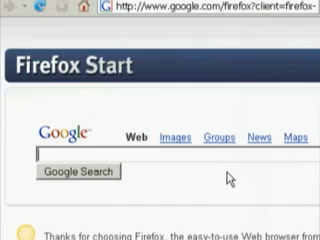 http://www.google.com/firefox?client=firefox-
Firefox Start
Google Web Images Groups News Maps
Google Search
Thanks for choosing Firefox, the easy-to-use Web browser from